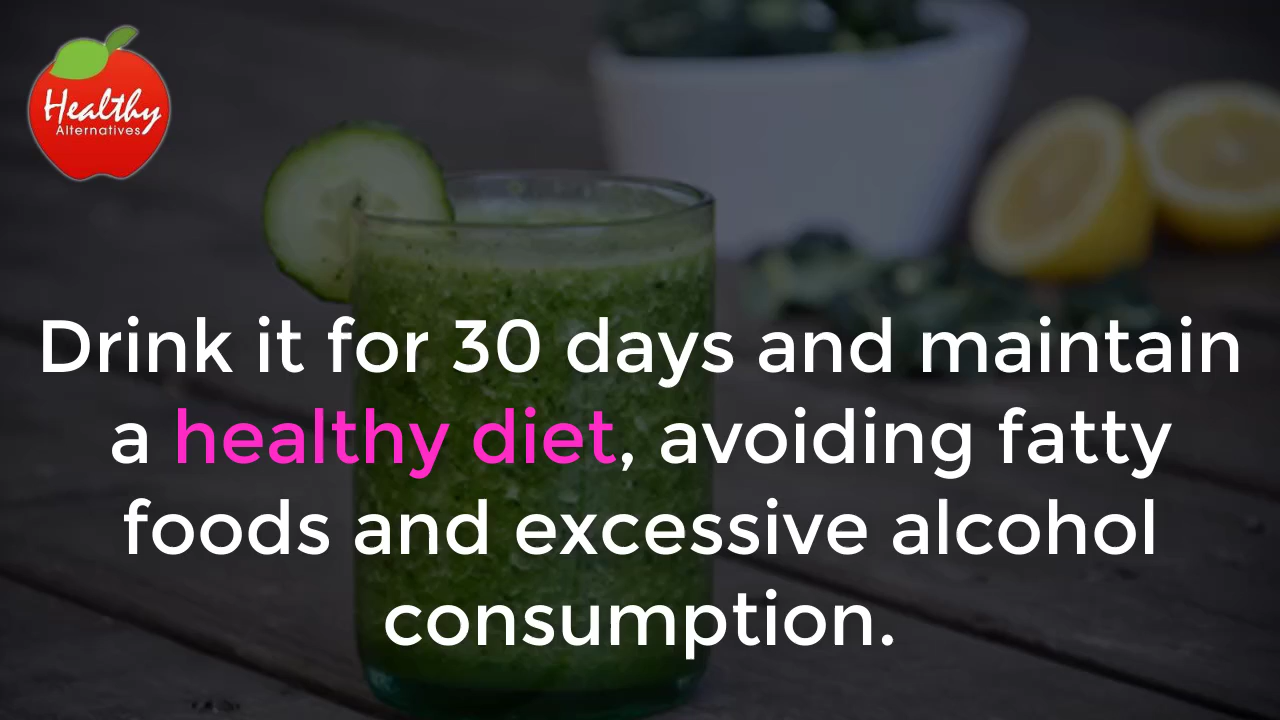 Healthy
Alternatives
Drink it for 30 days and maintain
a healthy diet, avoiding fatty
foods and excessive alcohol
consumption.